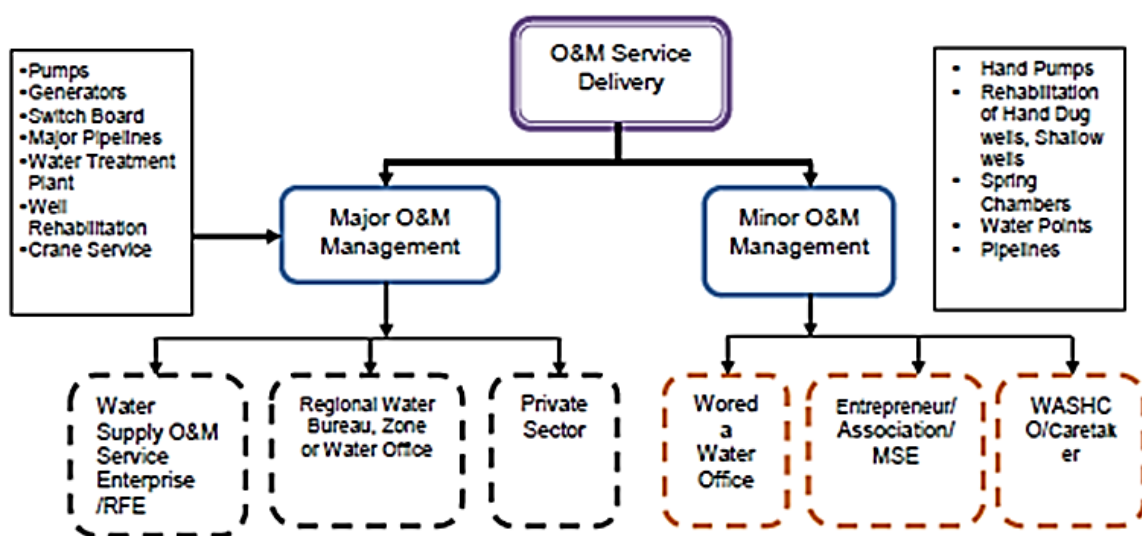 O&M Service
Delivery
•Pumps
•Generators
•Switch Board
•Major Pipelines
•Water Treatment
Plant
•Well
Rehabilitation
•Crane Service
• Hand Pumps
• Rehabilitation
of Hand Dug
wells, Shallow
wells
• Spring
Chambers
• Water Points
• Pipelines
Major O&M
Management
Minor O&M
Management
Water
Supply O&M
Service
Enterprise
/RFE
Regional Water
Bureau, Zone
or Water Office
Private
Sector
Wored
a
Water
Office
Entrepreneur/
Association/
MSE
WASHC
O/Caretak
er